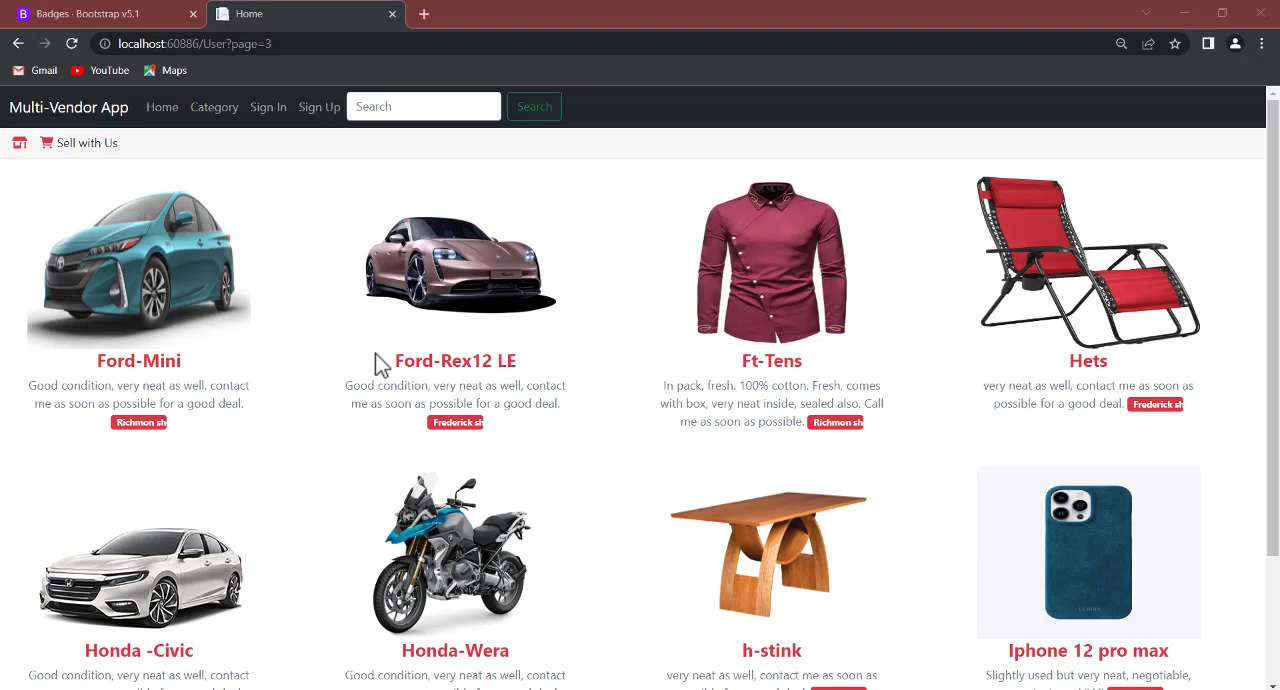 Badges · Bootstrap v5.1
Home
localhost:60886/User?page=3
Gmail YouTube Maps
Multi-Vendor App Home Category Sign In Sign Up Search Search
Sell with Us
Ford-Mini
Good condition, very neat as well, contact
me as soon as possible for a good deal.
Richmon sh
Ford-Rex12 LE
Good condition, very neat as well, contact
me as soon as possible for a good deal.
Frederick s
Ft-Tens
In pack, fresh. 100% cotton. Fresh, comes
with box, very neat inside, sealed also. Call
me as soon as possible. Richmon sh
Hets
very neat as well, contact me as soon as
possible for a good deal. Frederick s
Honda -Civic
Good condition, very neat as well, contact
Honda-Wera
Good condition, very neat as well, contact
h-stink
very neat as well, contact me as soon as
Iphone 12 pro max
Slightly used but very neat, negotiable,